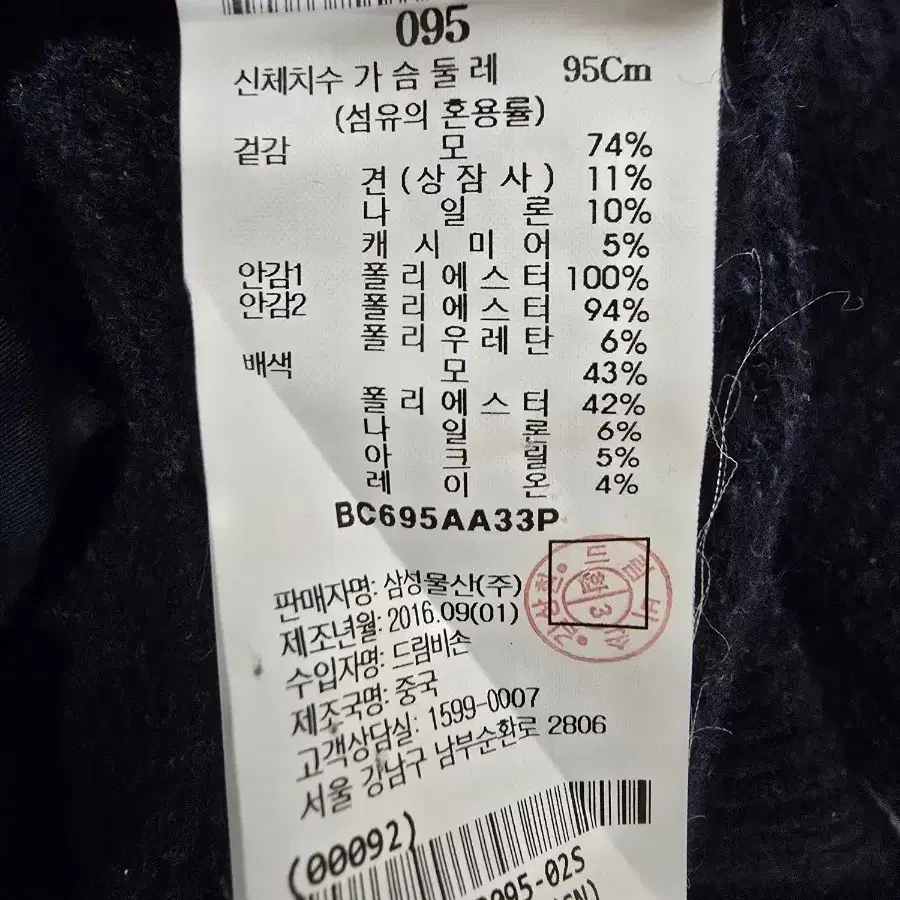 095
신체치수 가 슴 둘 레 95Cm
(섬유의 혼용률)
겉감 모 74%
견 (상 잠 사) 11%
나 일 론 10%
캐 시 미 어 5%
안감1 폴 리 에 스 터 100%
안감2 폴 리 에 스 터 94%
폴 리 우 레 탄 6%
배색 모 43%
폴 리 에 스 터 42%
나 일 론 6%
아 크 릴 5%
레 이 온 4%
BC695AA33P
판매자명: 삼성물산(주)
제조년월: 2016.09(01)
수입자명: 드림비손
제조국명: 중국
고객상담실: 1599-0007
서울 강남구 남부순환로 2806
(00092)
095-02S